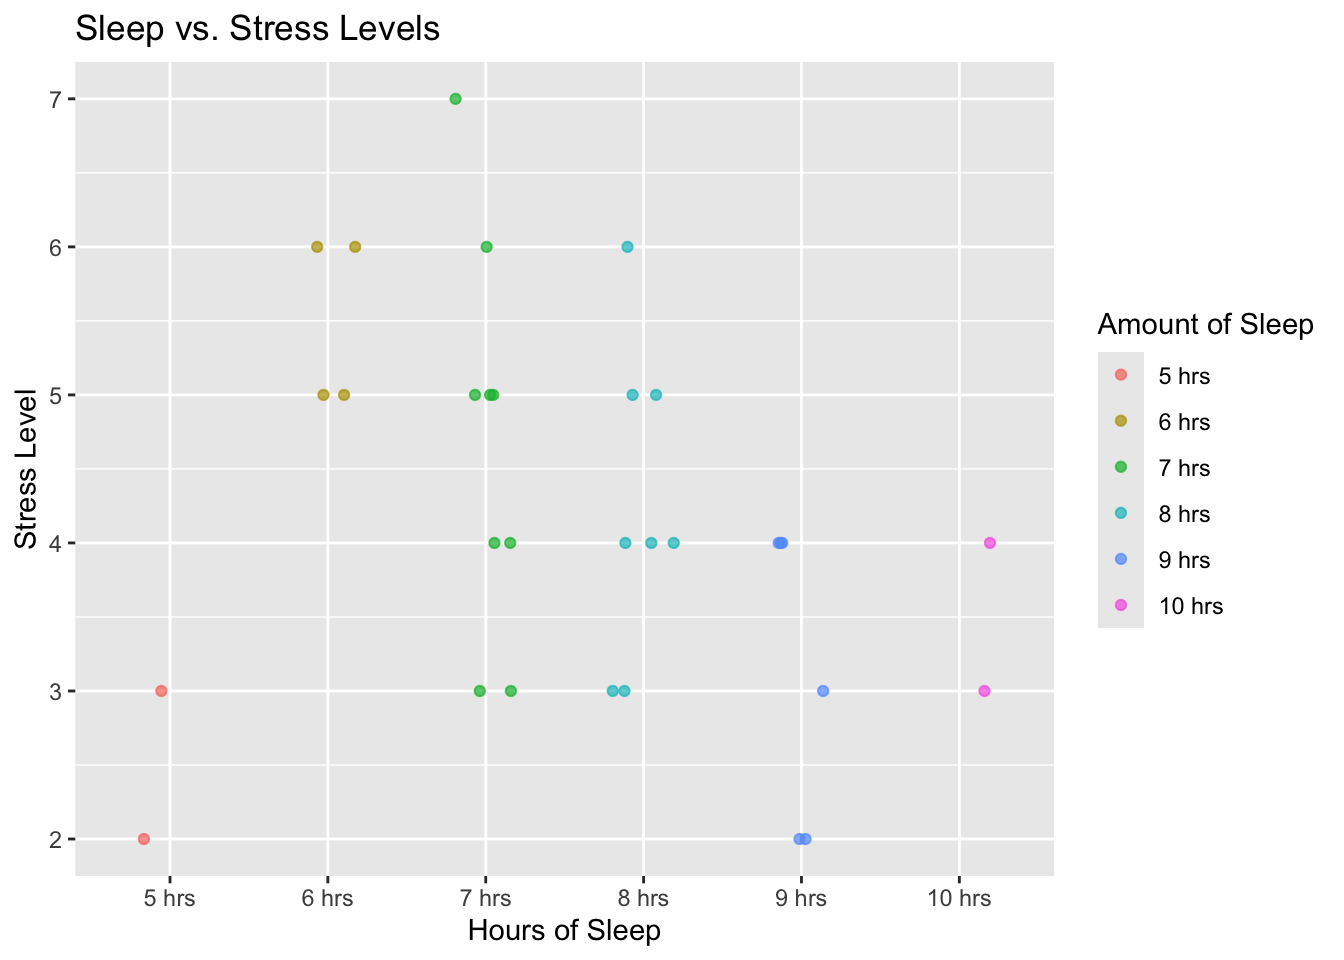 Sleep vs. Stress Levels
7
6
5
4
3
2
Stress Level
5 hrs
6 hrs
7 hrs
8 hrs
9 hrs
10 hrs
Hours of Sleep
Amount of Sleep
5 hrs
6 hrs
7 hrs
8 hrs
9 hrs
10 hrs